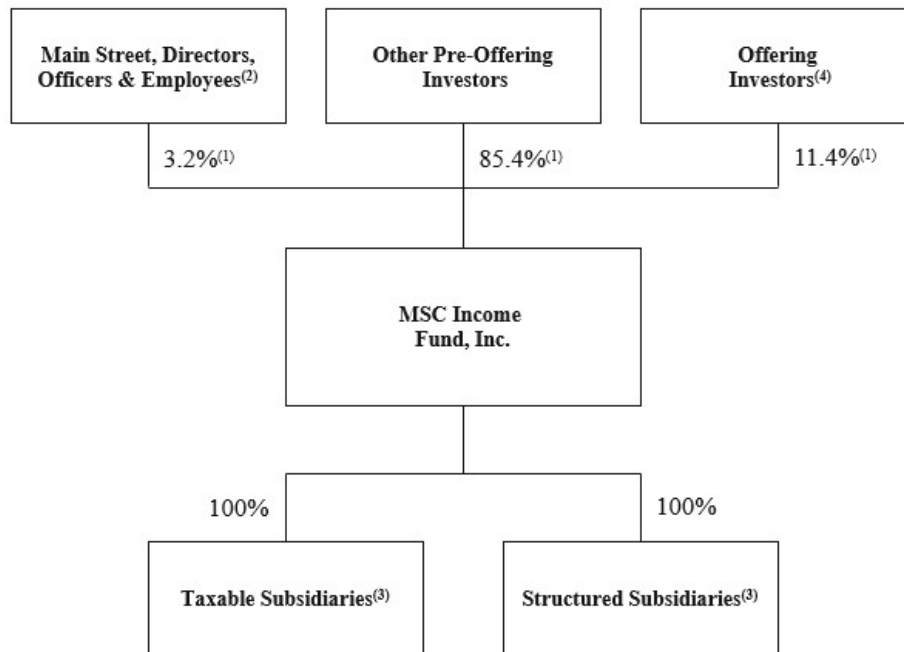 Main Street, Directors,
Officers & Employees(2)
Other Pre-Offering
Investors
Offering
Investors(4)
3.2%(1)
85.4%(1)
11.4%(1)
MSC Income
Fund, Inc.
100%
100%
Taxable Subsidiaries(3)
Structured Subsidiaries(3)